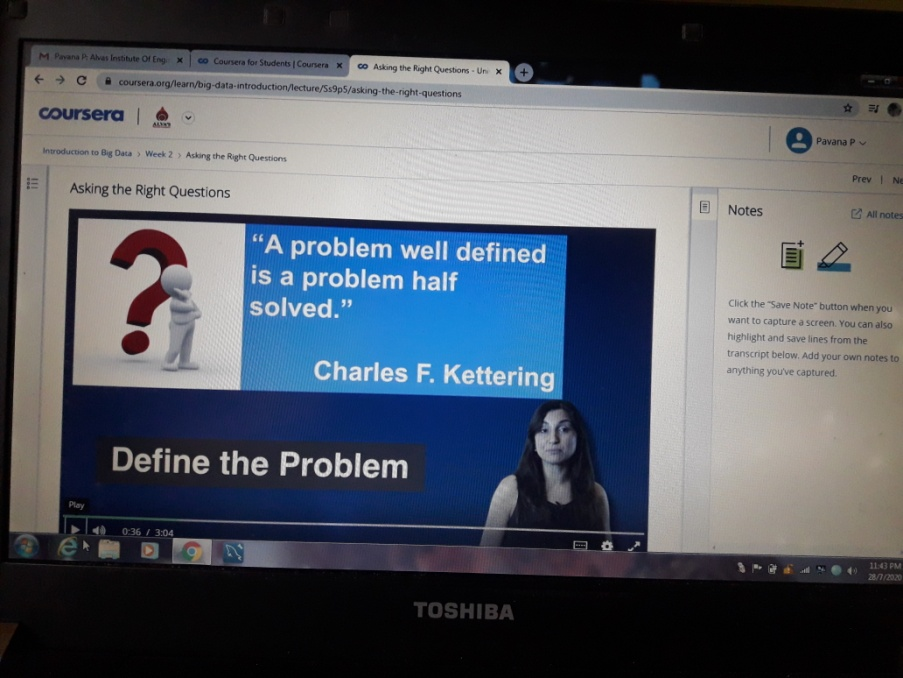 Pavana P: Alvas Institute Of Eng
Coursera for Students | Coursera
Asking the Right Questions - Un
coursera.org/learn/big-data-introduction/lecture/Ss9p5/asking-the-right-questions
coursera
ALVA'S
Pavana P
Introduction to Big Data > Week 2 > Asking the Right Questions
Prev | Ne
Asking the Right Questions
Notes
All notes
“A problem well defined
is a problem half
solved.”
Charles F. Kettering
Click the “Save Note” button when you
want to capture a screen. You can also
highlight and save lines from the
transcript below. Add your own notes to
anything you've captured.
Define the Problem
Play
0:36 / 3:04
11:43 PM
28/7/2020
TOSHIBA